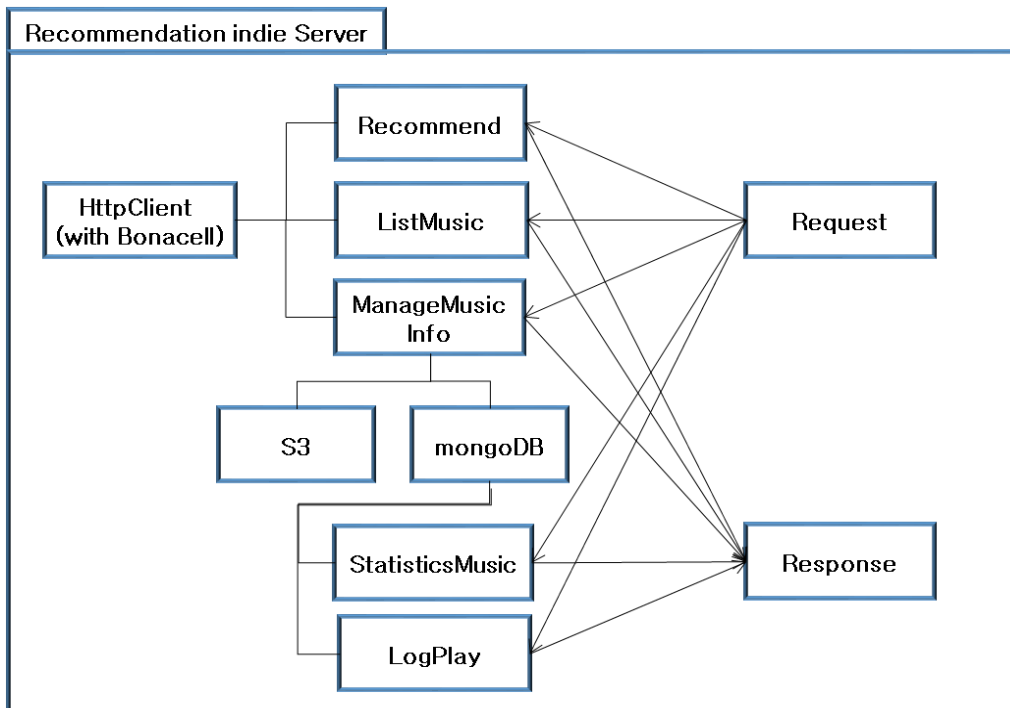 Recommendation indie Server
Recommend
HttpClient
(with Bonacell)
ListMusic
Request
ManageMusic
Info
S3
mongoDB
StatisticsMusic
Response
LogPlay